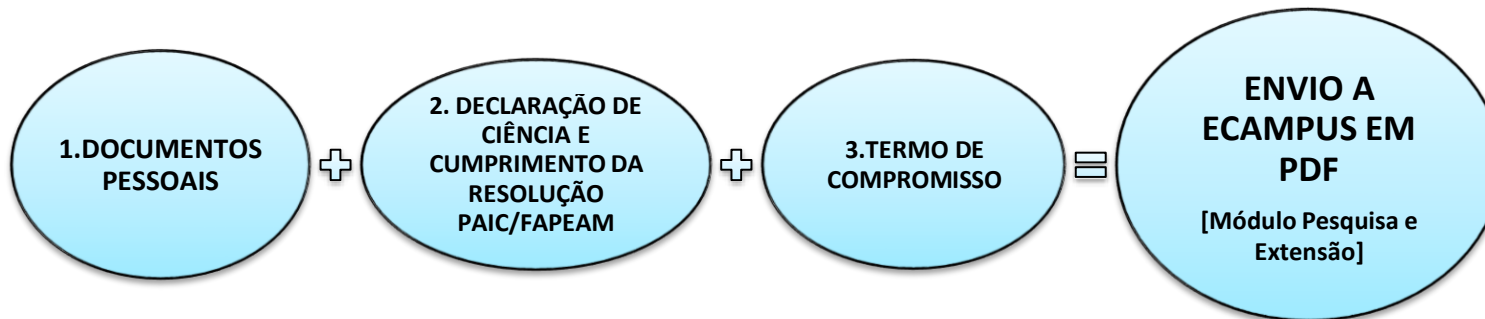 1.DOCUMENTOS
PESSOAIS
2. DECLARAÇÃO DE
CIÊNCIA E
CUMPRIMENTO DA
RESOLUÇÃO
PAIC/FAPEAM
3.TERMO DE
COMPROMISSO
ENVIO A
ECAMPUS EM
PDF
[Módulo Pesquisa e
Extensão]